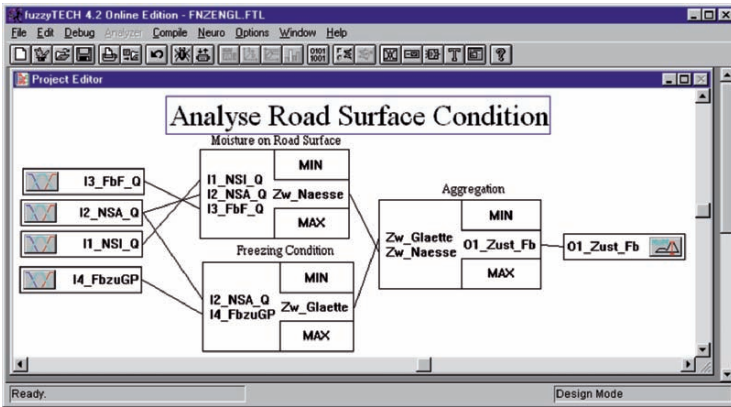 fuzzyTECH 4.2 Online Edition - FNZENGL.FTL
File Edit Debug Analyzer Compile Neuro Options Window Help
0101
1001
Project Editor
Analyse Road Surface Condition
Moisture on Road Surface
I3_FbF_Q
I2_NSA_Q
I1_NSI_Q
I4_FbzuGP
MIN
I1_NSI_Q
I2_NSA_Q Zw_Naesse
I3_FbF_Q
MAX
Freezing Condition
MIN
I2_NSA_Q
I4_FbzuGP Zw_Glaette
MAX
Aggregation
MIN
Zw_Glaette
Zw_Naesse
O1_Zust_Fb
MAX
O1_Zust_Fb
Ready.
Design Mode